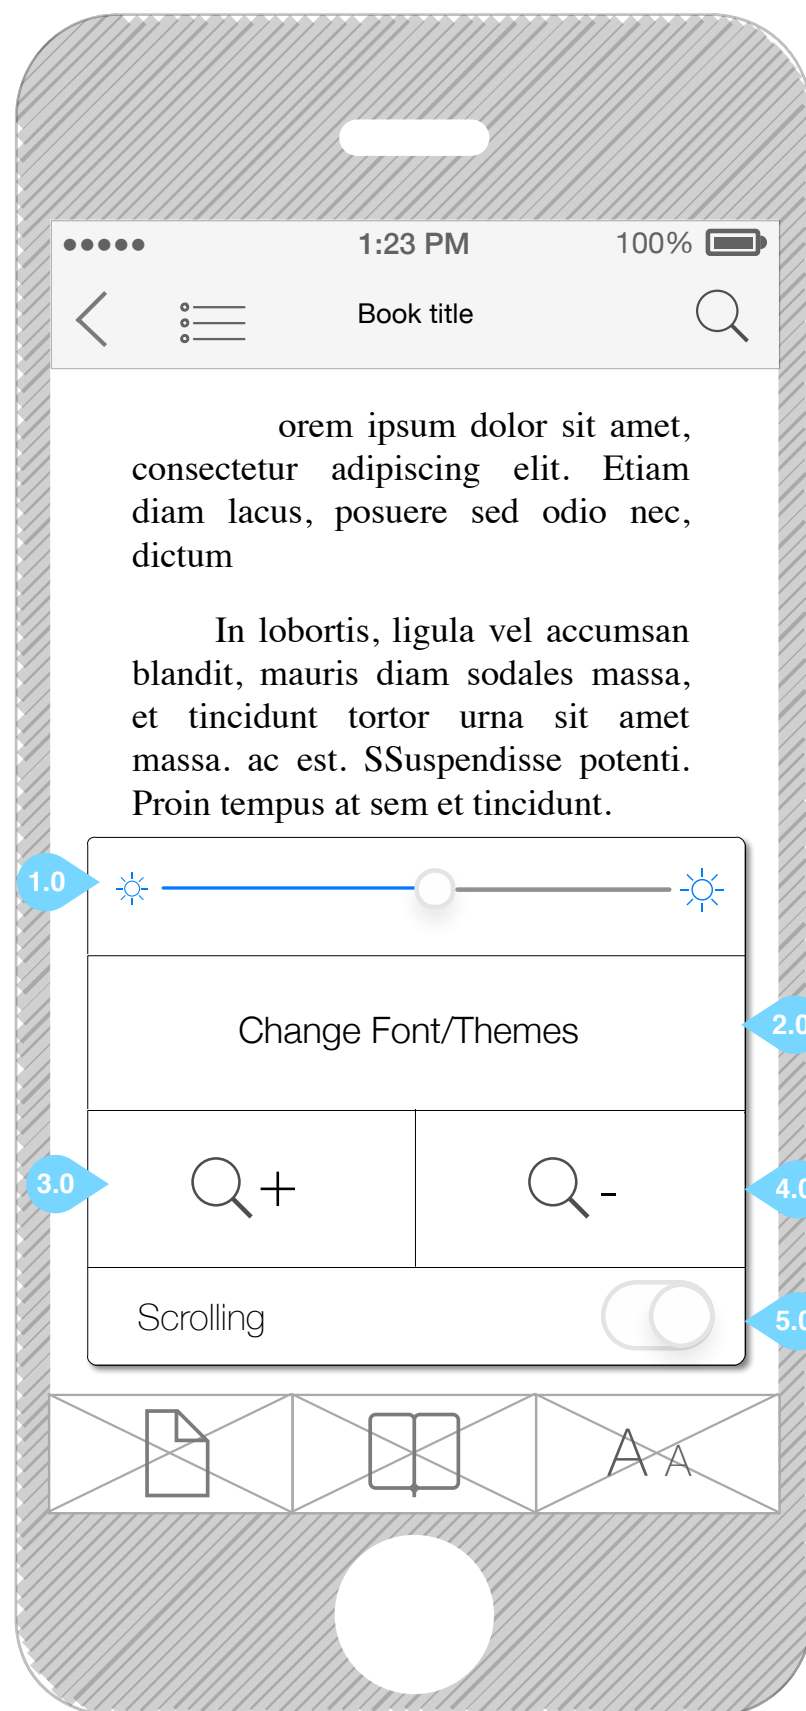 1:23 PM 100%
Book title
orem ipsum dolor sit amet,
consectetur adipiscing elit. Etiam
diam lacus, posuere sed odio nec,
dictum
In lobortis, ligula vel accumsan
blandit, mauris diam sodales massa,
et tincidunt tortor urna sit amet
massa. ac est. SSuspendisse potenti.
Proin tempus at sem et tincidunt.
1.0
Change Font/Themes
2.0
3.0
+
-
4.0
Scrolling
5.0
A A